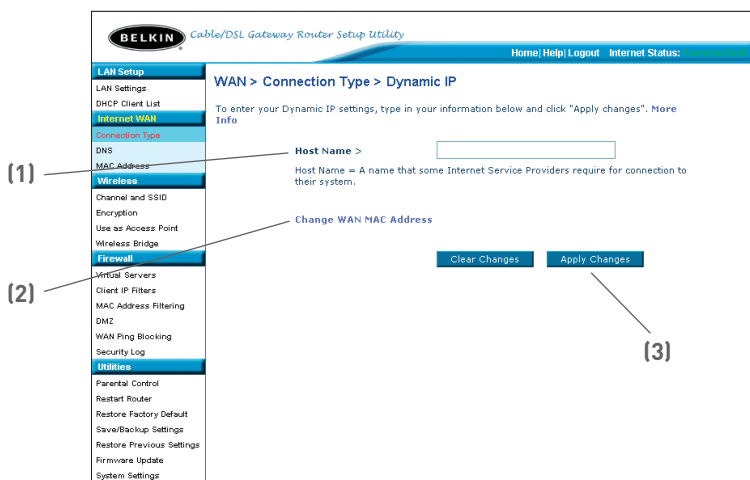 BELKIN Cable/DSL Gateway Router Setup Utility
Home| Help| Logout Internet Status:
LAN Setup
LAN Settings
DHCP Client List
Internet WAN
Connection Type
DNS
MAC Address
Wireless
Channel and SSID
Encryption
Use as Access Point
Wireless Bridge
Firewall
Virtual Servers
Client IP Filters
MAC Address Filtering
DMZ
WAN Ping Blocking
Security Log
Utilities
Parental Control
Restart Router
Restore Factory Default
Save/Backup Settings
Restore Previous Settings
Firmware Update
System Settings
WAN > Connection Type > Dynamic IP
To enter your Dynamic IP settings, type in your information below and click "Apply changes". More
Info
(1)
Host Name >
Host Name = A name that some Internet Service Providers require for connection to
their system.
(2)
Change WAN MAC Address
Clear Changes
Apply Changes
(3)